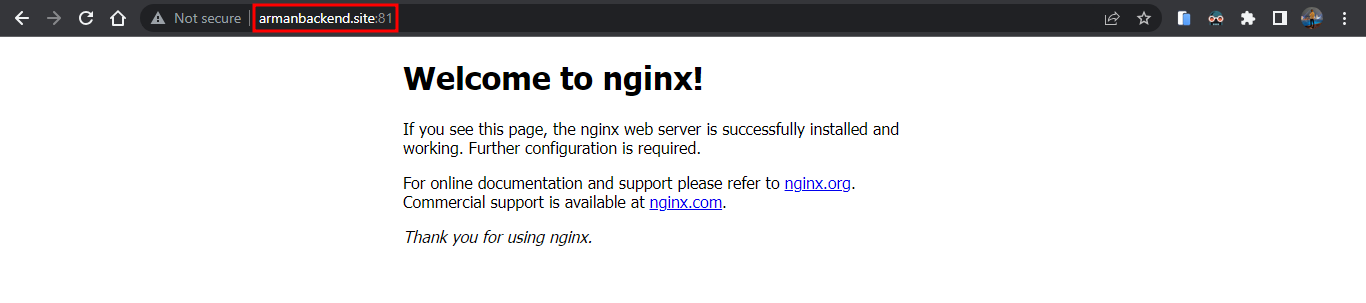 Not secure armanbackend.site:81
Welcome to nginx!
If you see this page, the nginx web server is successfully installed and
working. Further configuration is required.
For online documentation and support please refer to nginx.org.
Commercial support is available at nginx.com.
Thank you for using nginx.